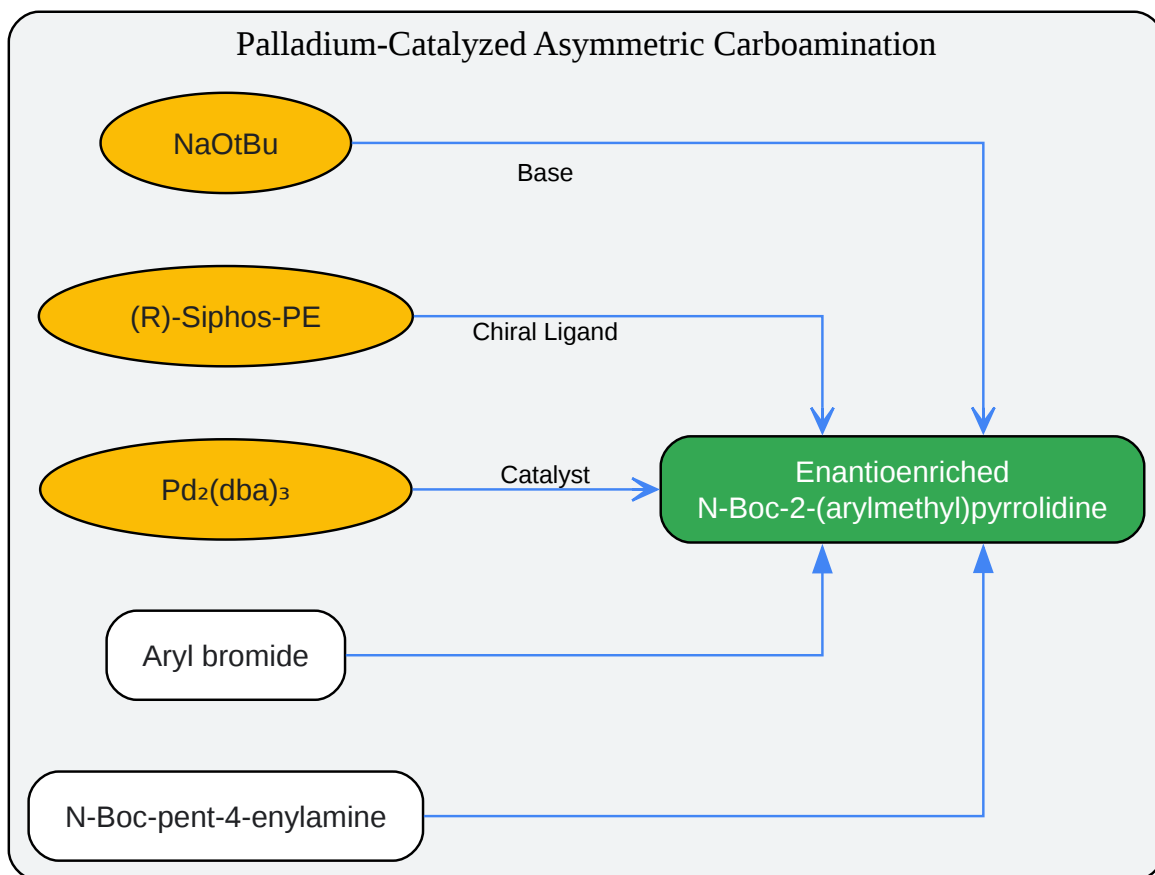 Palladium-Catalyzed Asymmetric Carboamination
NaOtBu
Base
(R)-Siphos-PE
Chiral Ligand
Pd₂(dba)₃
Catalyst
Enantioenriched
N-Boc-2-(arylmethyl)pyrrolidine
Aryl bromide
N-Boc-pent-4-enylamine